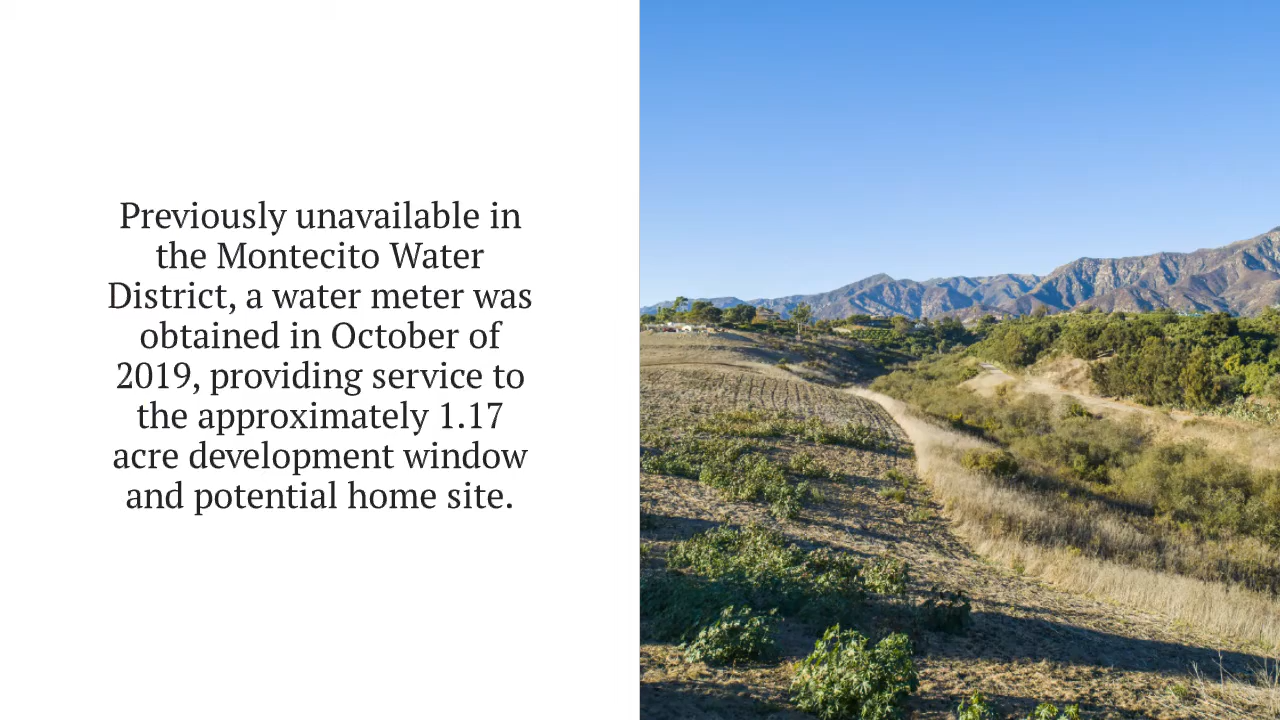 Previously unavailable in
the Montecito Water
District, a water meter was
obtained in October of
2019, providing service to
the approximately 1.17
acre development window
and potential home site.